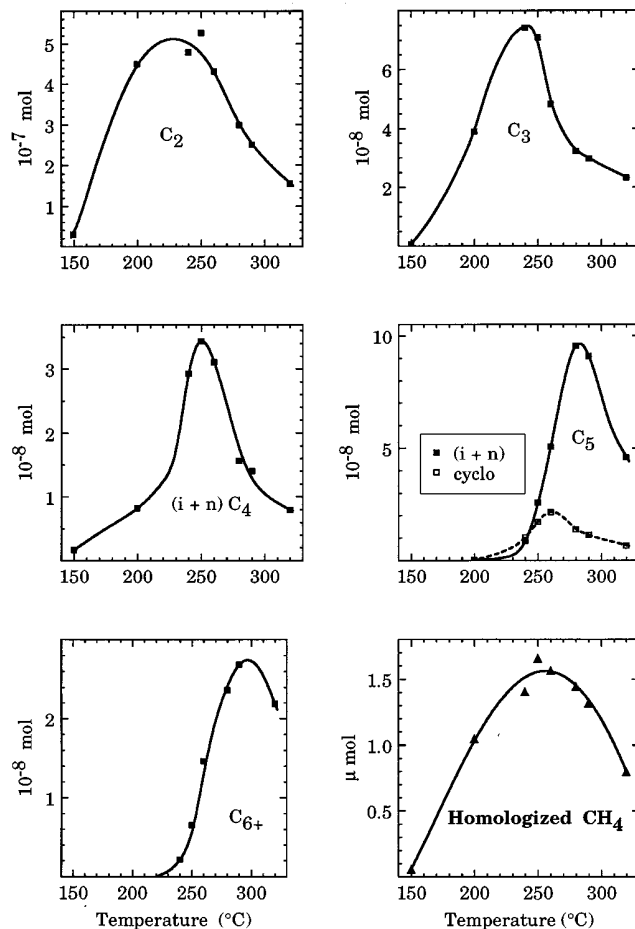 5
4
3
2
1
10-7 mol
C2
150 200 250 300
6
4
2
10-8 mol
C3
150 200 250 300
3
2
1
10-8 mol
(i + n) C4
150 200 250 300
10
5
10-8 mol
C5
(i + n)
cyclo
150 200 250 300
2
1
10-8 mol
C6+
150 200 250 300
Temperature (°C)
1.5
1.0
0.5
μ mol
Homologized CH4
150 200 250 300
Temperature (°C)